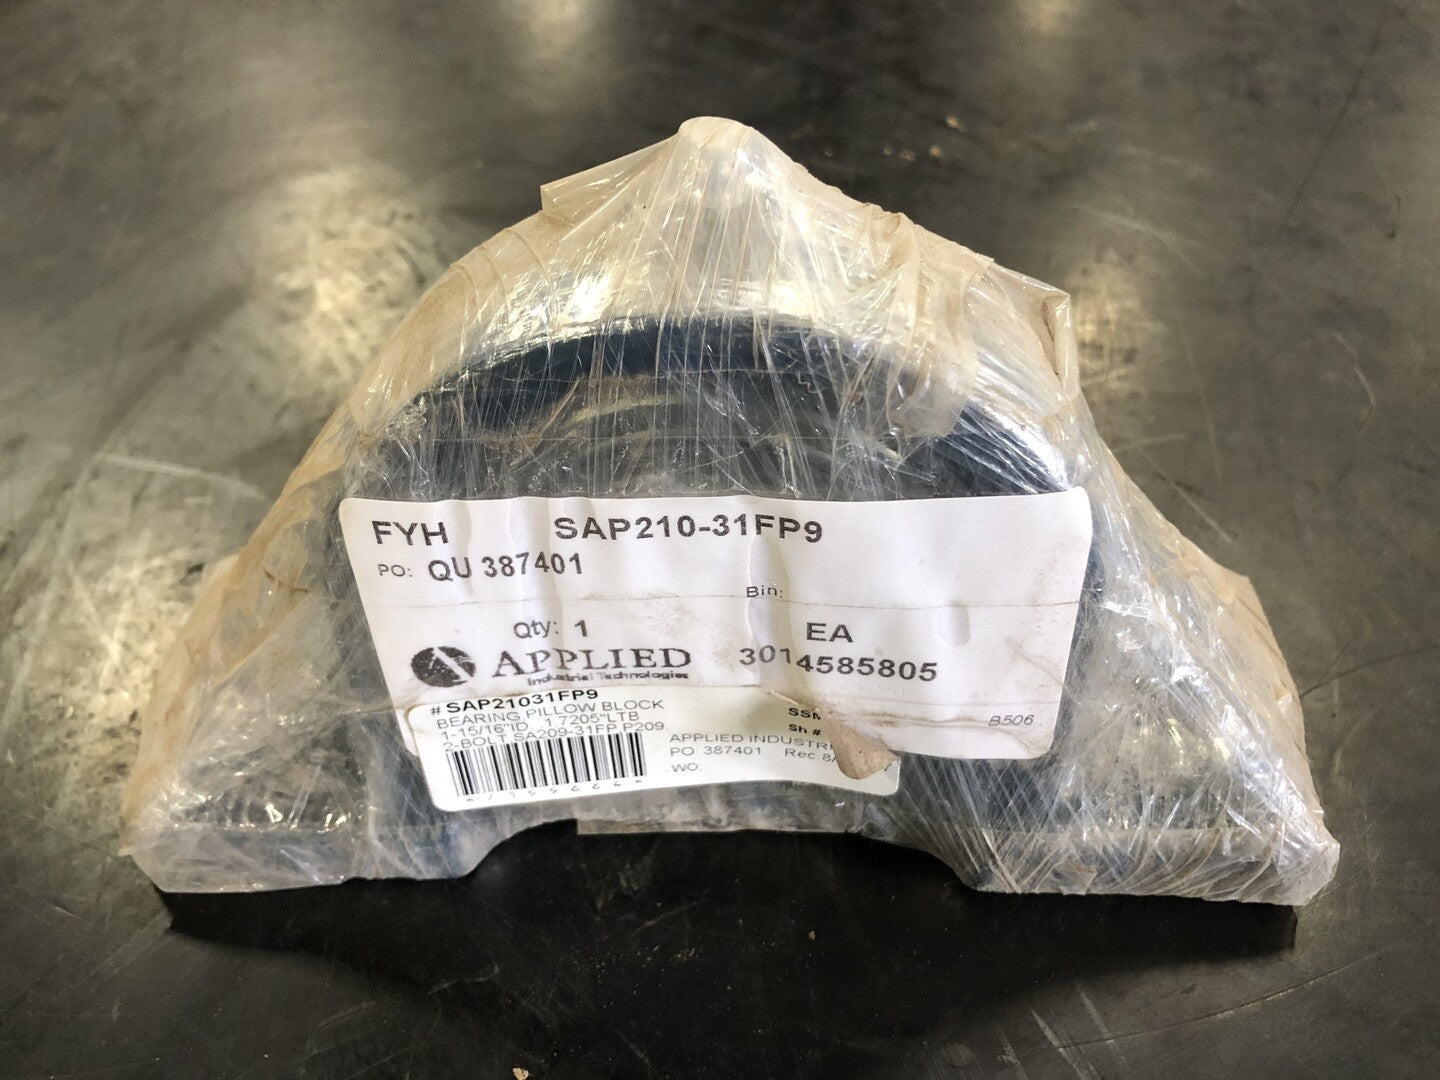 FYH SAP210-31FP9
PO: QU 387401
Bin:
Qty: 1 EA
APPLIED 3014585805
Industrial Technologies
B506
#SAP21031FP9
BEARING,PILLOW BLOCK
1-15/16"ID, 1.7205"LTB
2-BOLT, SA209-31FP P209
SSM
Sh #
APPLIED INDUSTRI
PO: 387401 Rec 8/
WO: